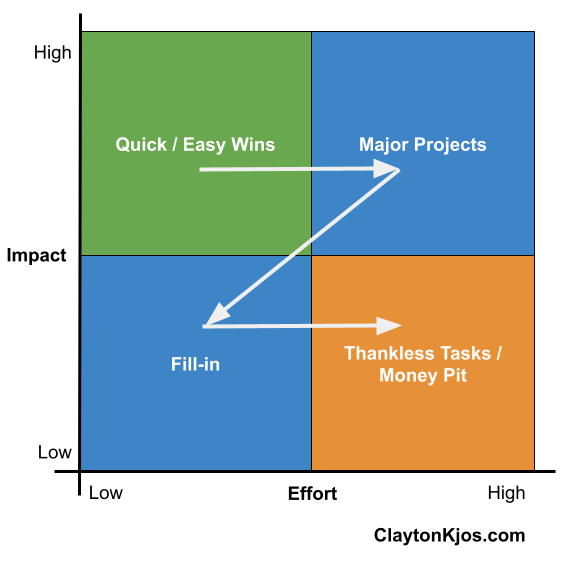 High
Quick / Easy Wins
Major Projects
Impact
Thankless Tasks /
Money Pit
Fill-in
Low
Low
Effort
High
ClaytonKjos.com